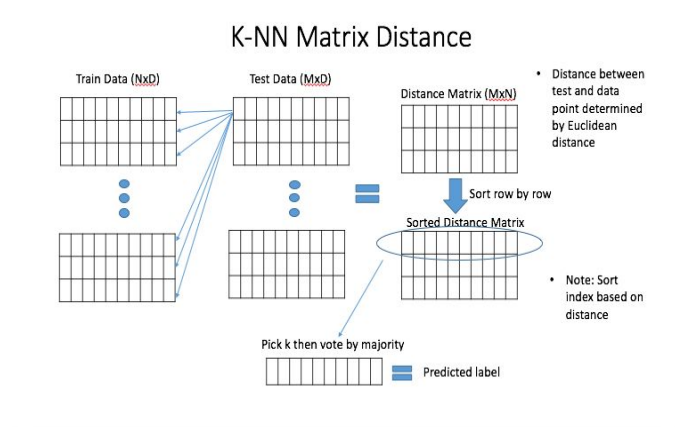 K-NN Matrix Distance
Train Data (NxD)
Test Data (MxD)
Distance Matrix (MxN)
• Distance between
test and data
point determined
by Euclidean
distance
Sort row by row
Sorted Distance Matrix
• Note: Sort
index based on
distance
Pick k then vote by majority
Predicted label